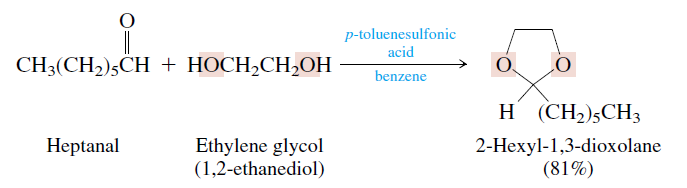 O
CH₃(CH₂)₅CH + HOCH₂CH₂OH
p-toluenesulfonic
acid
benzene
O O
H (CH₂)₅CH₃
Heptanal
Ethylene glycol
(1,2-ethanediol)
2-Hexyl-1,3-dioxolane
(81%)